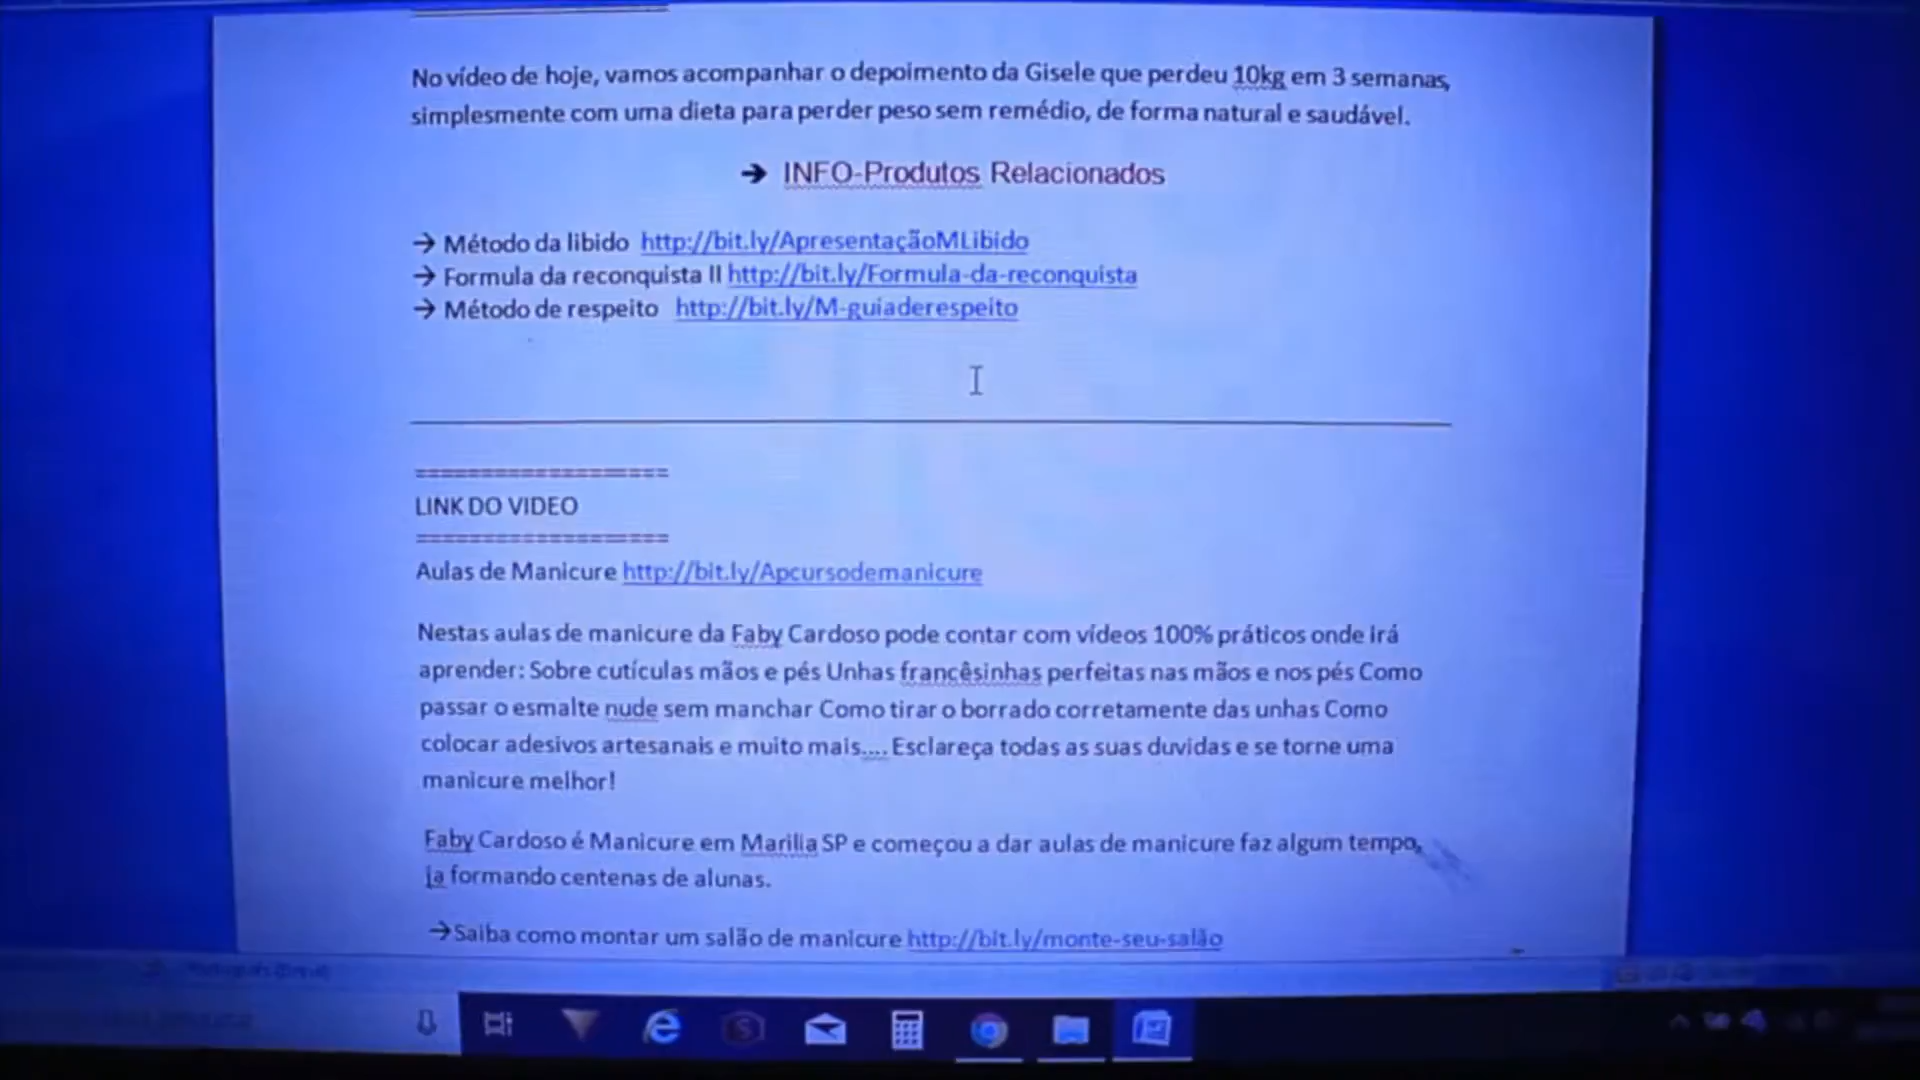 No vídeo de hoje, vamos acompanhar o depoimento da Gisele que perdeu 10kg em 3 semanas,
simplesmente com uma dieta para perder peso sem remédio, de forma natural e saudável.
➔ INFO-Produtos Relacionados
→ Método da libido http://bit.ly/ApresentaçãoMLibido
→ Formula da reconquista II http://bit.ly/Formula-da-reconquista
→ Método de respeito http://bit.ly/M-guiaderespeito
===================
LINK DO VIDEO
===================
Aulas de Manicure http://bit.ly/Apcursodemanicure
Nestas aulas de manicure da Faby Cardoso pode contar com vídeos 100% práticos onde irá
aprender: Sobre cutículas mãos e pés Unhas francêsinhas perfeitas nas mãos e nos pés Como
passar o esmalte nude sem manchar Como tirar o borrado corretamente das unhas Como
colocar adesivos artesanais e muito mais.... Esclareça todas as suas duvidas e se torne uma
manicure melhor!
Faby Cardoso é Manicure em Marilia SP e começou a dar aulas de manicure faz algum tempo,
ja formando centenas de alunas.
→Saiba como montar um salão de manicure http://bit.ly/monte-seu-salão